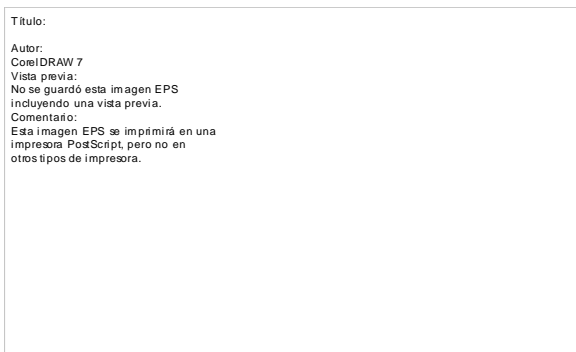 Título:
Autor:
CorelDRAW 7
Vista previa:
No se guardó esta imagen EPS
incluyendo una vista previa.
Comentario:
Esta imagen EPS se imprimirá en una
impresora PostScript, pero no en
otros tipos de impresora.